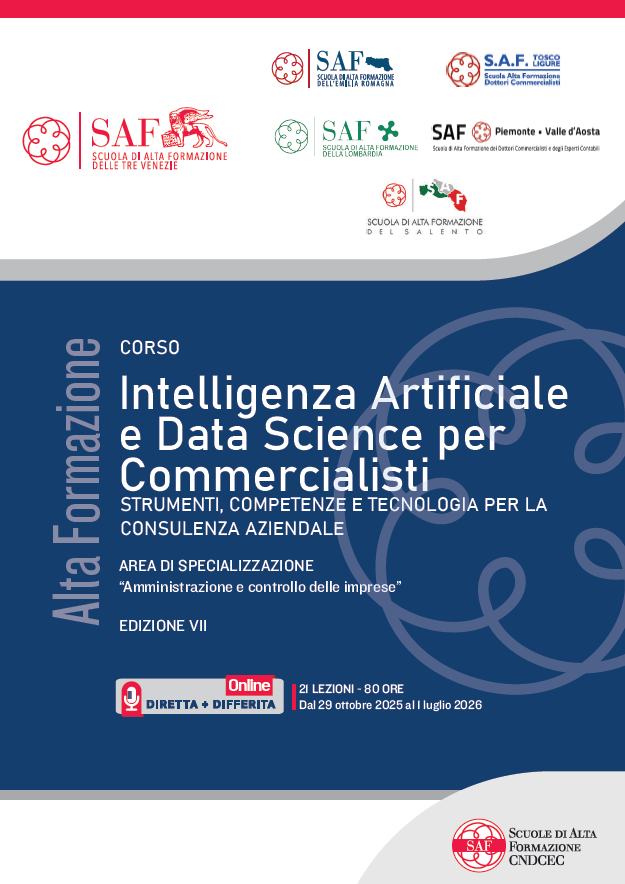 SAF
SCUOLA DI ALTA FORMAZIONE
DELL'EMILIA ROMAGNA
S.A.F. TOSCO
LIGURE
Scuola Alta Formazione
Dottori Commercialisti
SAF
SCUOLA DI ALTA FORMAZIONE
DELLE TRE VENEZIE
SAF
SCUOLA DI ALTA FORMAZIONE
DELLA LOMBARDIA
SAF Piemonte • Valle d'Aosta
Scuola di Alta Formazione dei Dottori Commercialisti e degli Esperti Contabili
SAF
SCUOLA DI ALTA FORMAZIONE
DEL SALENTO
Alta Formazione
CORSO
Intelligenza Artificiale
e Data Science per
Commercialisti
STRUMENTI, COMPETENZE E TECNOLOGIA PER LA
CONSULENZA AZIENDALE
AREA DI SPECIALIZZAZIONE
“Amministrazione e controllo delle imprese”
EDIZIONE VII
Online
DIRETTA + DIFFERITA
21 LEZIONI - 80 ORE
Dal 29 ottobre 2025 al 1 luglio 2026
SAF
SCUOLE DI ALTA
FORMAZIONE
CNDCEC